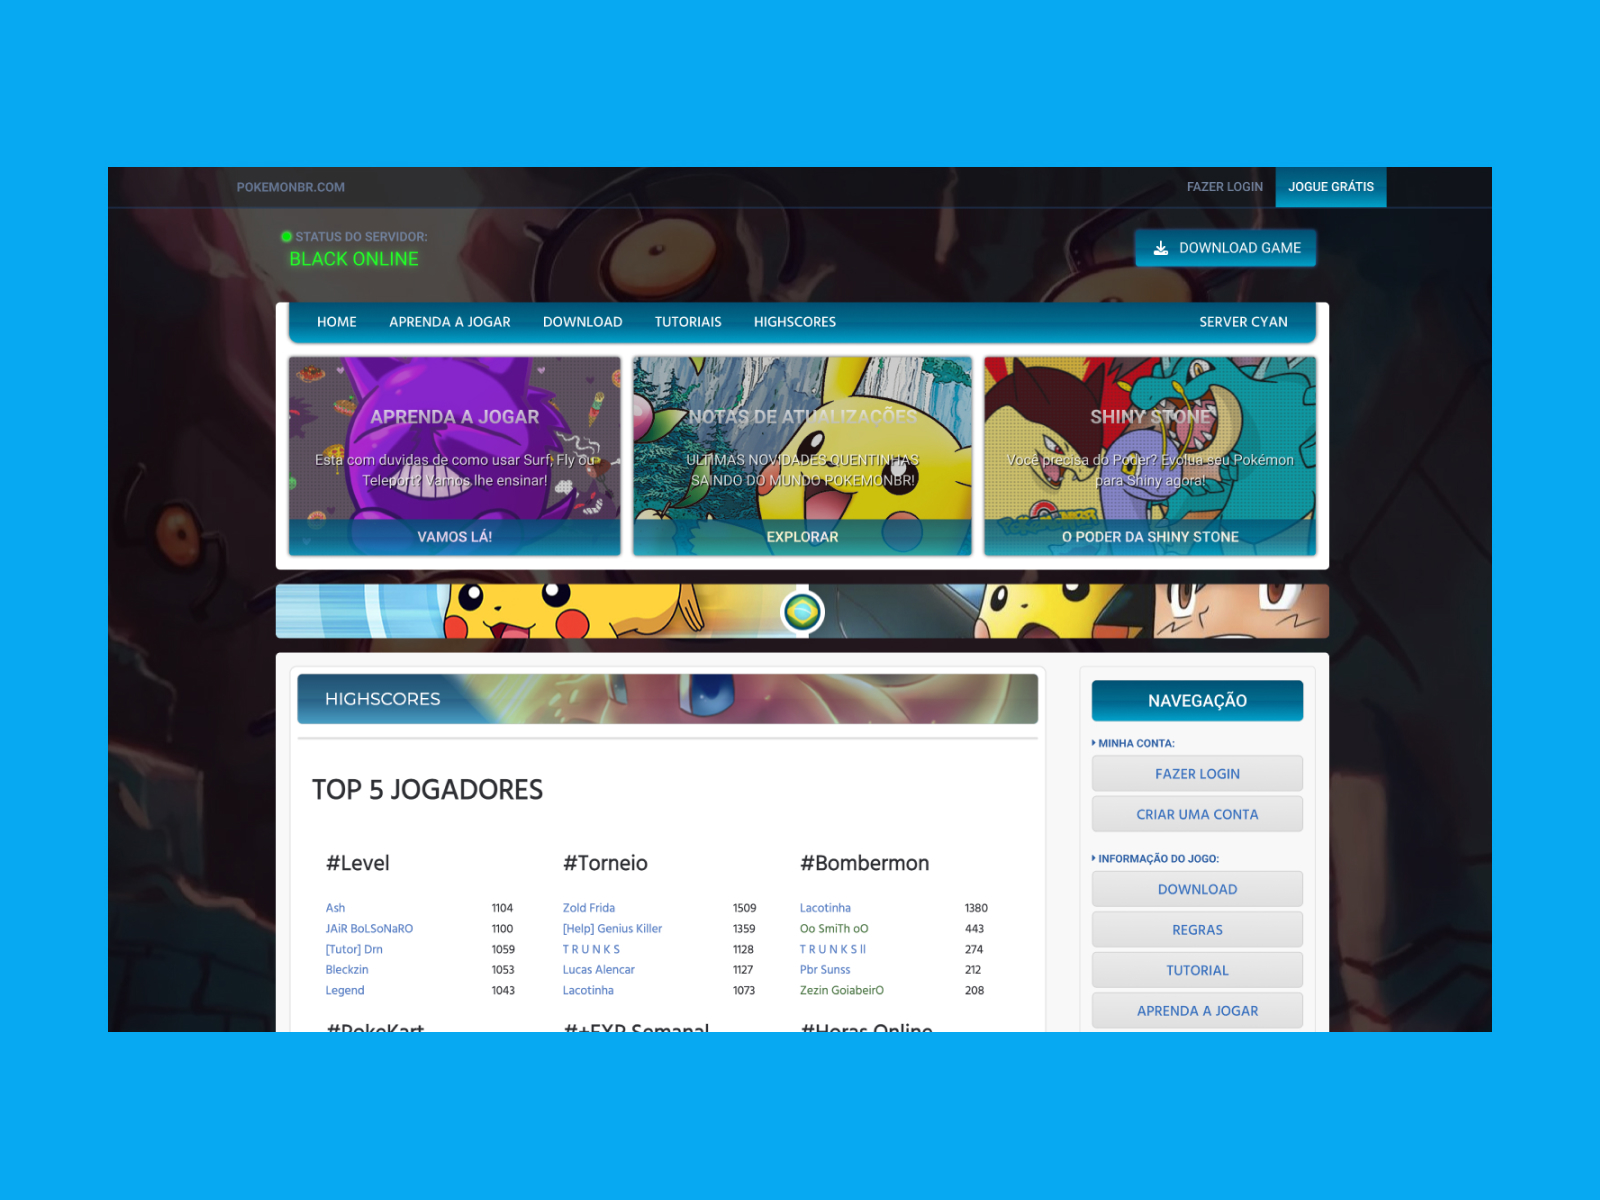 POKEMONBR.COM
FAZER LOGIN
JOGUE GRÁTIS
STATUS DO SERVIDOR:
BLACK ONLINE
DOWNLOAD GAME
HOME
APRENDA A JOGAR
DOWNLOAD
TUTORIAIS
HIGHSCORES
SERVER CYAN
APRENDA A JOGAR
Está com duvidas de como usar Surf, Fly ou
Teleport? Vamos lhe ensinar!
VAMOS LÁ!
NOTAS DE ATUALIZAÇÕES
ULTIMAS NOVIDADES QUENTINHAS
SAINDO DO MUNDO POKEMONBR!
EXPLORAR
SHINY STONE
Você precisa do Poder? Evolua seu Pokémon
para Shiny agora!
POKEMONBR
O PODER DA SHINY STONE
HIGHSCORES
TOP 5 JOGADORES
#Level
Ash 1104
JAiR BoLSoNaRO 1100
[Tutor] Drn 1059
Bleckzin 1053
Legend 1043
#Torneio
Zold Frida 1509
[Help] Genius Killer 1359
T R U N K S 1128
Lucas Alencar 1127
Lacotinha 1073
#Bombermon
Lacotinha 1380
Oo SmiTh oO 443
T R U N K S II 274
Pbr Sunss 212
Zezin GoiabeirO 208
#PokeKart
#+EXP Semanal
#Horas Online
NAVEGAÇÃO
MINHA CONTA:
FAZER LOGIN
CRIAR UMA CONTA
INFORMAÇÃO DO JOGO:
DOWNLOAD
REGRAS
TUTORIAL
APRENDA A JOGAR